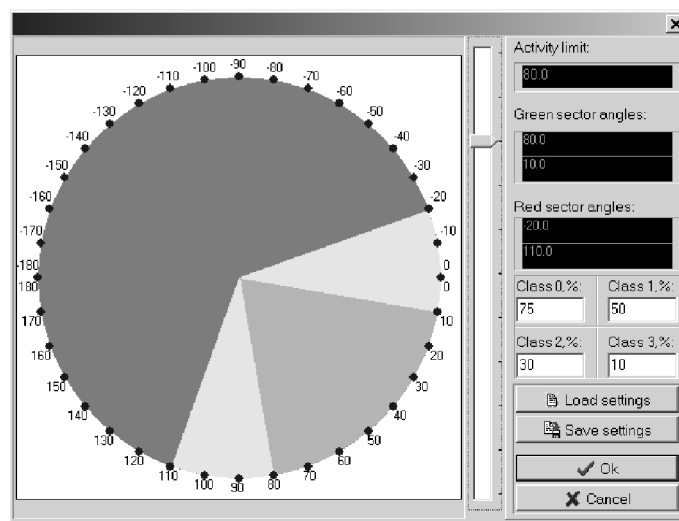 -90
-100 -80
-110 -70
-120 -60
-130 -50
-140 -40
-150 -30
-160 -20
-170 -10
-180 0
180 0
170 10
160 20
150 30
140 40
130 50
120 60
110 70
100 90 80
Activity limit:
80.0
Green sector angles:
80.0
10.0
Red sector angles:
-20.0
110.0
Class 0,%: Class 1,%:
75 50
Class 2,%: Class 3,%:
30 10
Load settings
Save settings
Ok
Cancel